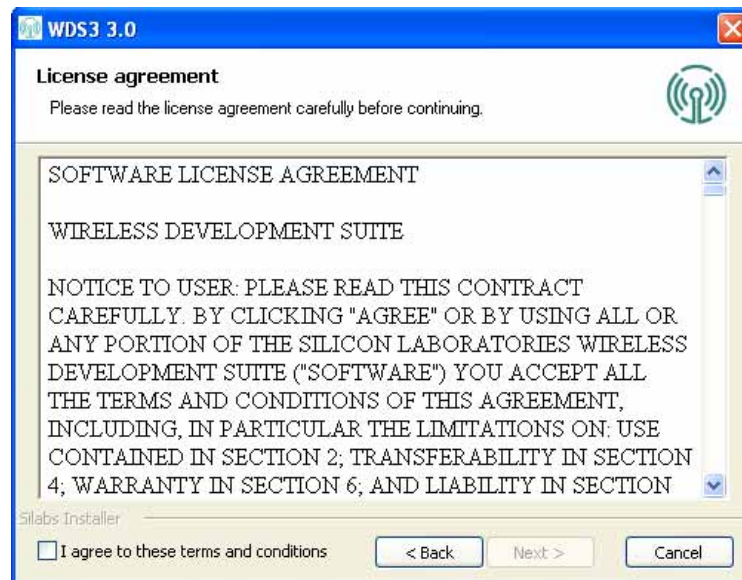 WDS3 3.0
License agreement
Please read the license agreement carefully before continuing.
SOFTWARE LICENSE AGREEMENT
WIRELESS DEVELOPMENT SUITE
NOTICE TO USER: PLEASE READ THIS CONTRACT
CAREFULLY. BY CLICKING "AGREE" OR BY USING ALL OR
ANY PORTION OF THE SILICON LABORATORIES WIRELESS
DEVELOPMENT SUITE ("SOFTWARE") YOU ACCEPT ALL
THE TERMS AND CONDITIONS OF THIS AGREEMENT,
INCLUDING, IN PARTICULAR THE LIMITATIONS ON: USE
CONTAINED IN SECTION 2; TRANSFERABILITY IN SECTION
4; WARRANTY IN SECTION 6; AND LIABILITY IN SECTION
Silabs Installer
I agree to these terms and conditions < Back Next > Cancel